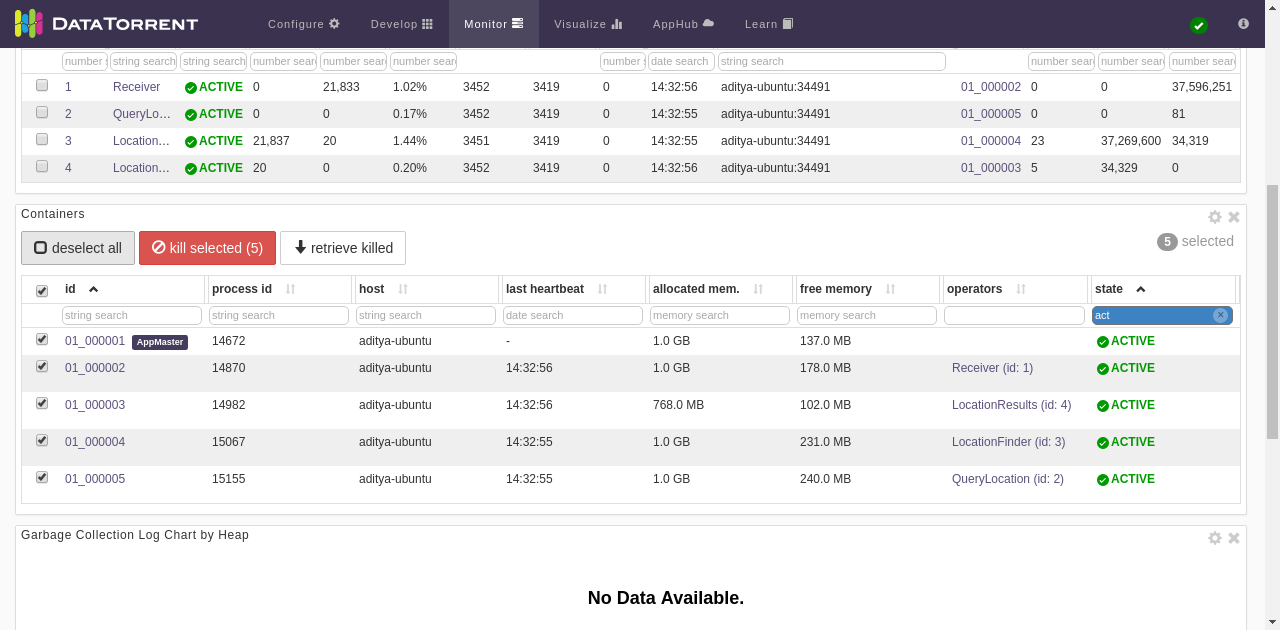 DATATORRENT Configure Develop Monitor Visualize AppHub Learn
number s string search string search number sear number sear number sear number s date search string search number sear number sear number sear
1 Receiver ACTIVE 0 21,833 1.02% 3452 3419 0 14:32:56 aditya-ubuntu:34491 01_000002 0 0 37,596,251
2 QueryLo... ACTIVE 0 0 0.17% 3452 3419 0 14:32:55 aditya-ubuntu:34491 01_000005 0 0 81
3 Location... ACTIVE 21,837 20 1.44% 3451 3419 0 14:32:55 aditya-ubuntu:34491 01_000004 23 37,269,600 34,319
4 Location... ACTIVE 20 0 0.20% 3452 3419 0 14:32:56 aditya-ubuntu:34491 01_000003 5 34,329 0
Containers
deselect all kill selected (5) retrieve killed 5 selected
id process id host last heartbeat allocated mem. free memory operators state
string search string search string search date search memory search memory search act
01_000001 AppMaster 14672 aditya-ubuntu - 1.0 GB 137.0 MB ACTIVE
01_000002 14870 aditya-ubuntu 14:32:56 1.0 GB 178.0 MB Receiver (id: 1) ACTIVE
01_000003 14982 aditya-ubuntu 14:32:56 768.0 MB 102.0 MB LocationResults (id: 4) ACTIVE
01_000004 15067 aditya-ubuntu 14:32:55 1.0 GB 231.0 MB LocationFinder (id: 3) ACTIVE
01_000005 15155 aditya-ubuntu 14:32:55 1.0 GB 240.0 MB QueryLocation (id: 2) ACTIVE
Garbage Collection Log Chart by Heap
No Data Available.